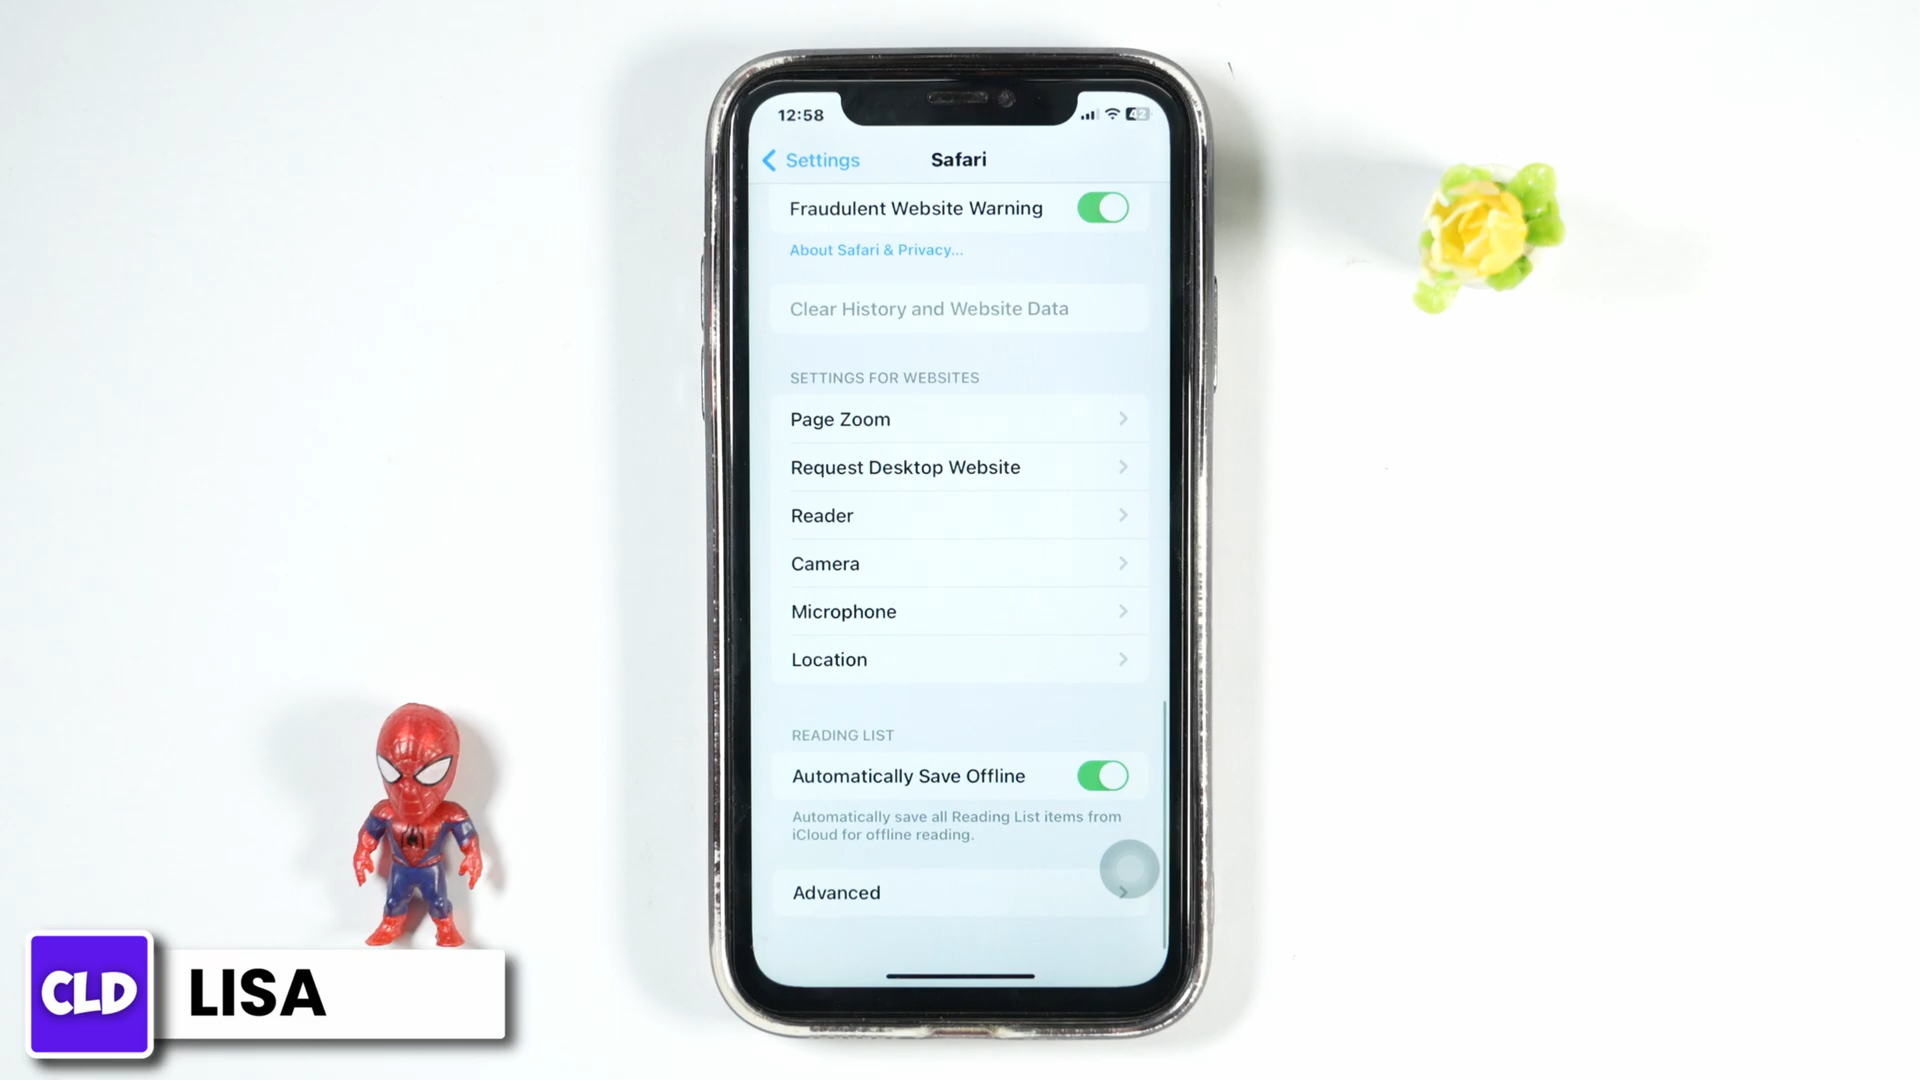 12:58
42
Settings
Safari
Fraudulent Website Warning
About Safari & Privacy...
Clear History and Website Data
SETTINGS FOR WEBSITES
Page Zoom
Request Desktop Website
Reader
Camera
Microphone
Location
READING LIST
Automatically Save Offline
Automatically save all Reading List items from
iCloud for offline reading.
Advanced
CLD
LISA